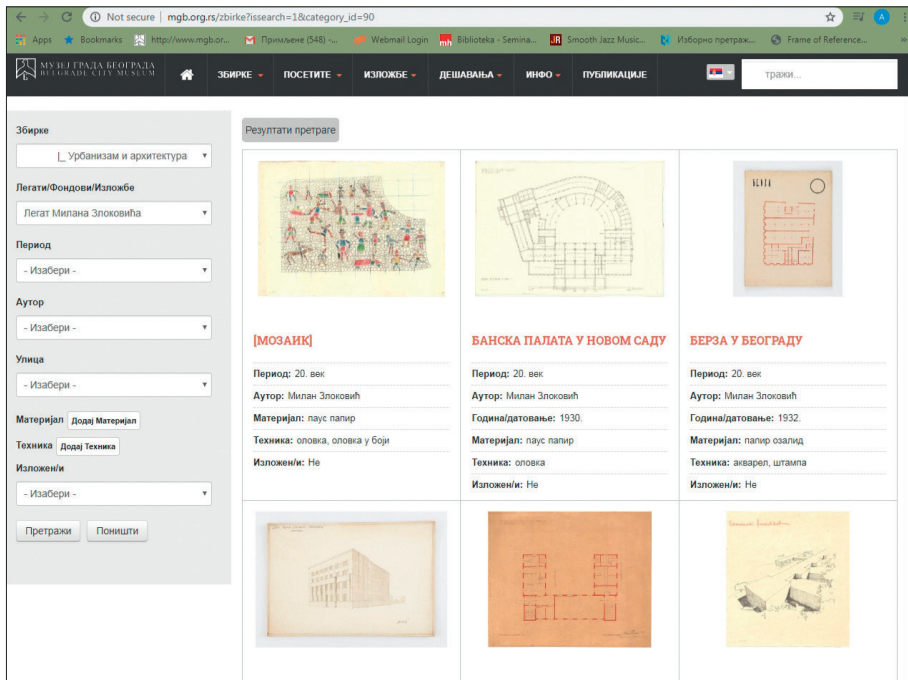 Not secure | mgb.org.rs/zbirke?issearch=1&category_id=90
Apps Bookmarks http://www.mgb.or... Примљене (548) -... Webmail Login Biblioteka - Semina... Smooth Jazz Music... Изборно претраж... Frame of Reference... »
МУЗЕЈ ГРАДА БЕОГРАДА
BELGRADE CITY MUSEUM
ЗБИРКЕ ПОСЕТИТЕ ИЗЛОЖБЕ ДЕШАВАЊА ИНФО ПУБЛИКАЦИЈЕ тражи...
Збирке
|_ Урбанизам и архитектура
Легати/Фондови/Изложбе
Легат Милана Злоковића
Период
- Изабери -
Аутор
- Изабери -
Улица
- Изабери -
Материјал Додај Материјал
Техника Додај Техника
Изложен/и
- Изабери -
Претражи Поништи
Резултати претраге
[МОЗАИК]
Период: 20. век
Аутор: Милан Злоковић
Материјал: паус папир
Техника: оловка, оловка у боји
Изложен/и: Не
БАНСКА ПАЛАТА У НОВОМ САДУ
Период: 20. век
Аутор: Милан Злоковић
Година/датовање: 1930.
Материјал: паус папир
Техника: оловка
Изложен/и: Не
БЕРЗА У БЕОГРАДУ
Период: 20. век
Аутор: Милан Злоковић
Година/датовање: 1932.
Материјал: папир озалид
Техника: акварел, штампа
Изложен/и: Не